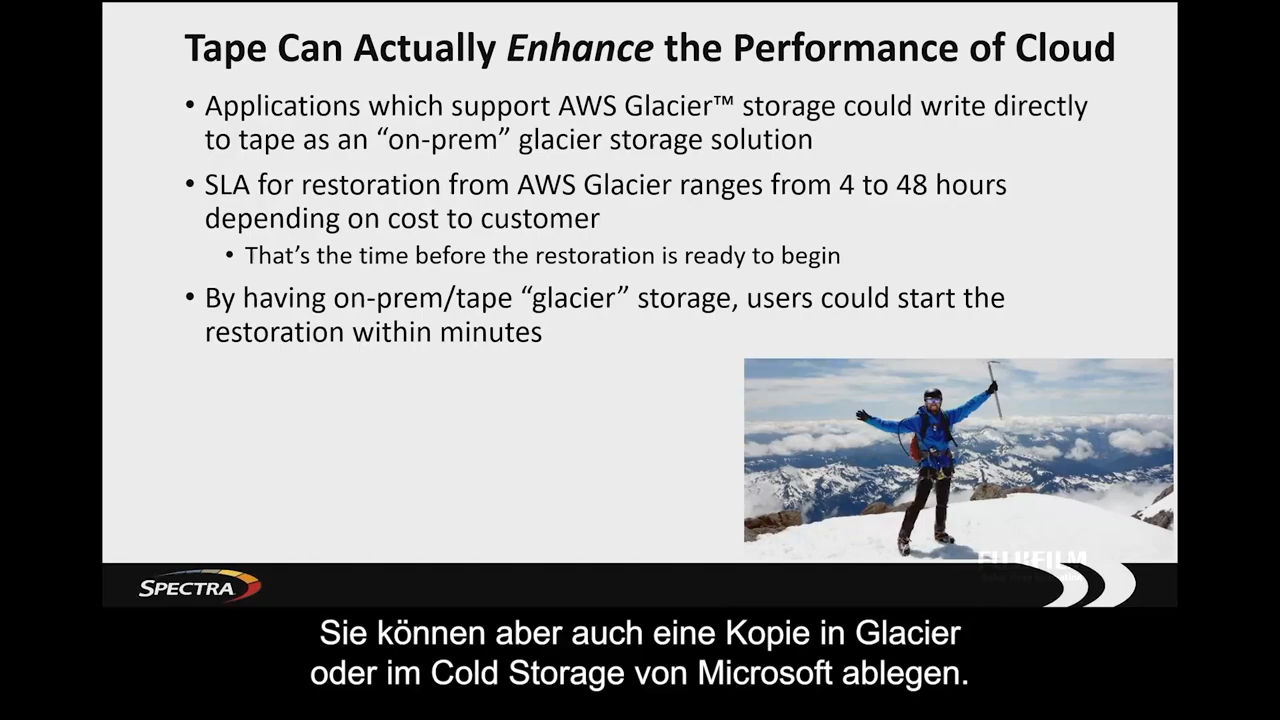 Tape Can Actually Enhance the Performance of Cloud
• Applications which support AWS Glacier™ storage could write directly
to tape as an “on-prem” glacier storage solution
• SLA for restoration from AWS Glacier ranges from 4 to 48 hours
depending on cost to customer
• That’s the time before the restoration is ready to begin
• By having on-prem/tape “glacier” storage, users could start the
restoration within minutes
FUJIFILM
SPECTRA
Sie können aber auch eine Kopie in Glacier
oder im Cold Storage von Microsoft ablegen.